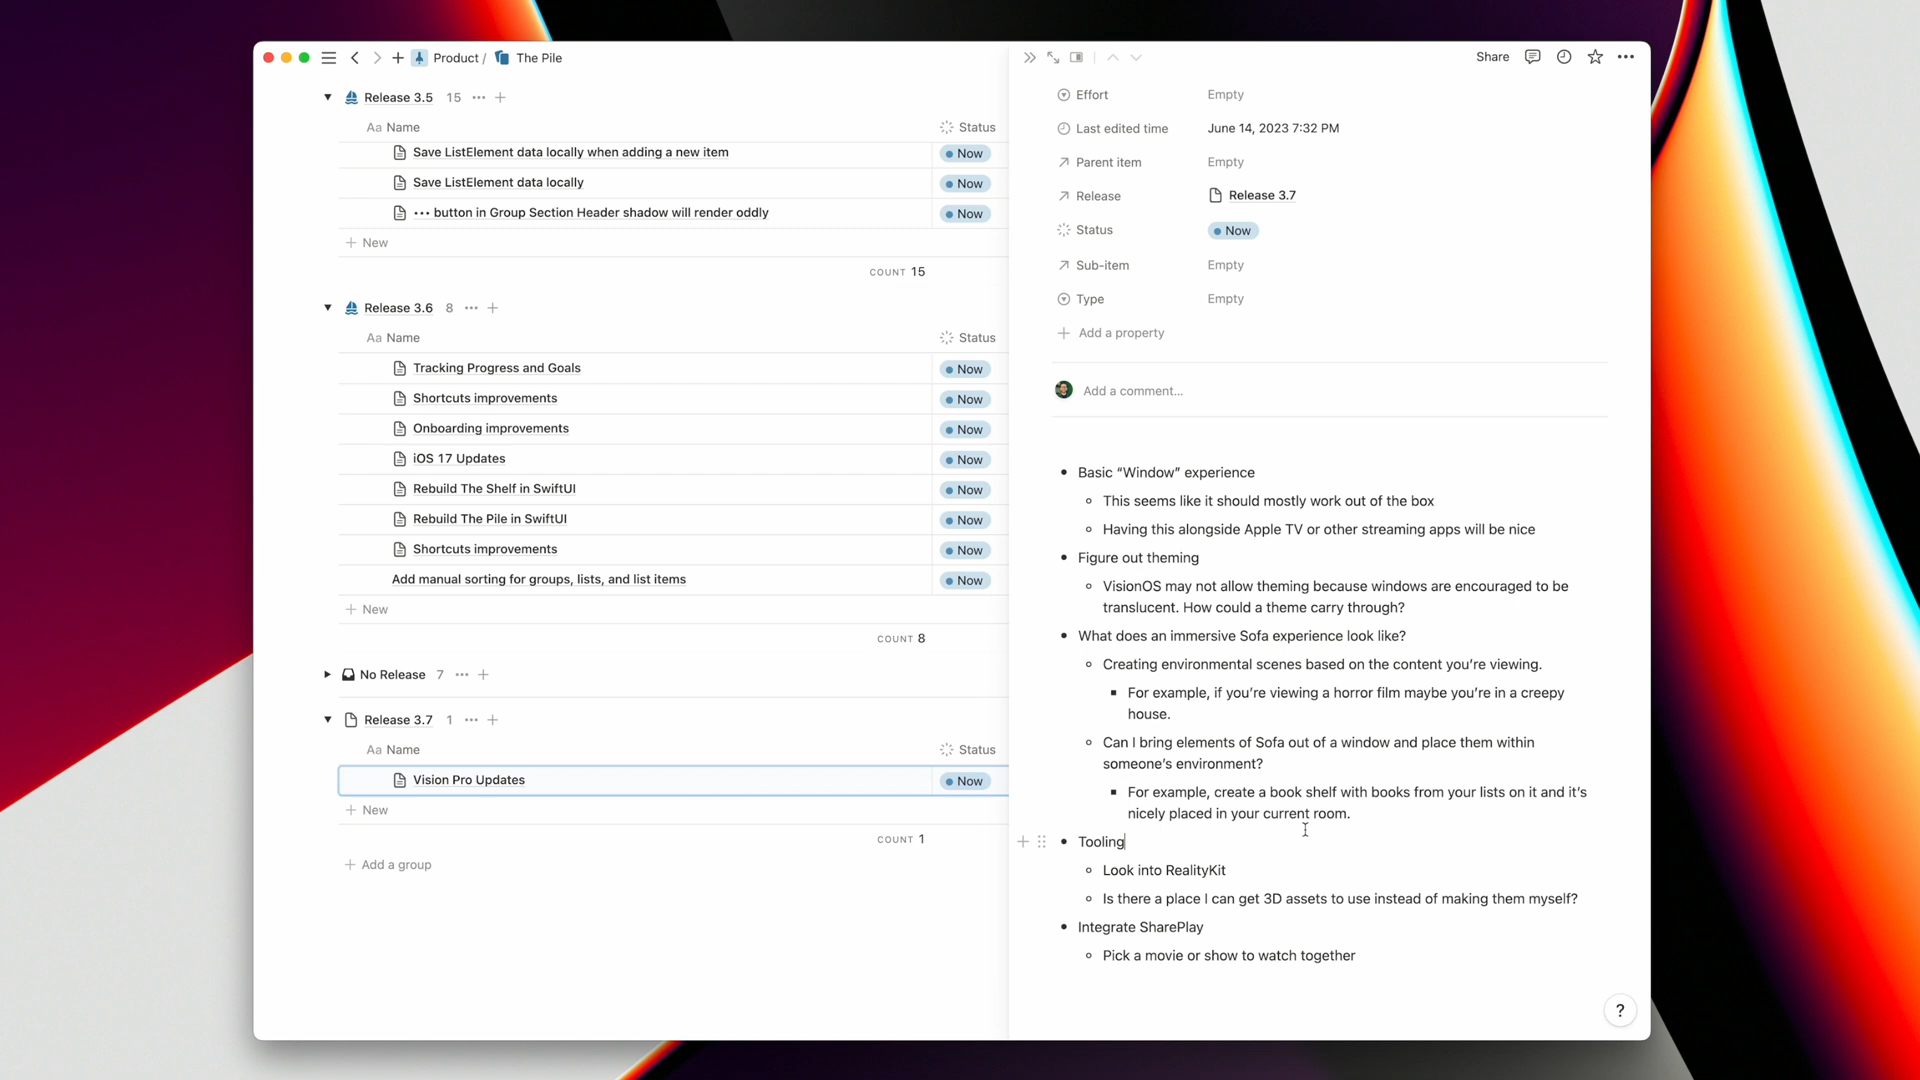 Product / The Pile
Release 3.5 15
Aa Name Status
Save ListElement data locally when adding a new item Now
Save ListElement data locally Now
••• button in Group Section Header shadow will render oddly Now
+ New
COUNT 15
Release 3.6 8
Aa Name Status
Tracking Progress and Goals Now
Shortcuts improvements Now
Onboarding improvements Now
iOS 17 Updates Now
Rebuild The Shelf in SwiftUI Now
Rebuild The Pile in SwiftUI Now
Shortcuts improvements Now
Add manual sorting for groups, lists, and list items Now
+ New
COUNT 8
No Release 7
Release 3.7 1
Aa Name Status
Vision Pro Updates Now
+ New
COUNT 1
+ Add a group
Share
Effort Empty
Last edited time June 14, 2023 7:32 PM
Parent item Empty
Release Release 3.7
Status Now
Sub-item Empty
Type Empty
+ Add a property
Add a comment...
• Basic “Window” experience
◦ This seems like it should mostly work out of the box
◦ Having this alongside Apple TV or other streaming apps will be nice
• Figure out theming
◦ VisionOS may not allow theming because windows are encouraged to be
translucent. How could a theme carry through?
• What does an immersive Sofa experience look like?
◦ Creating environmental scenes based on the content you’re viewing.
▪ For example, if you’re viewing a horror film maybe you’re in a creepy
house.
◦ Can I bring elements of Sofa out of a window and place them within
someone’s environment?
▪ For example, create a book shelf with books from your lists on it and it’s
nicely placed in your current room.
• Tooling
◦ Look into RealityKit
◦ Is there a place I can get 3D assets to use instead of making them myself?
• Integrate SharePlay
◦ Pick a movie or show to watch together
?